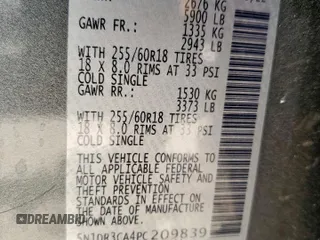 2676 KG
5900 LB
GAWR FR.: 1335 KG
2943 LB
WITH 255/60R18 TIRES
18 X 8.0 RIMS AT 33 PSI
COLD SINGLE
GAWR RR.: 1530 KG
3373 LB
WITH 255/60R18 TIRES
18 X 8.0 RIMS AT 33 PSI
COLD SINGLE
THIS VEHICLE CONFORMS TO
ALL APPLICABLE FEDERAL
MOTOR VEHICLE SAFETY
STANDARDS IN EFFECT ON
THE DATE OF
MANUFACTURE SHOWN
ABOVE
5N1DR3CA4PC209839
DREAMBID